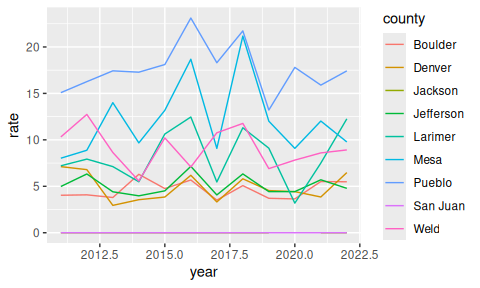 county
Boulder
Denver
Jackson
Jefferson
Larimer
Mesa
Pueblo
San Juan
Weld
rate
20
15
10
5
0
2012.5 2015.0 2017.5 2020.0 2022.5
year